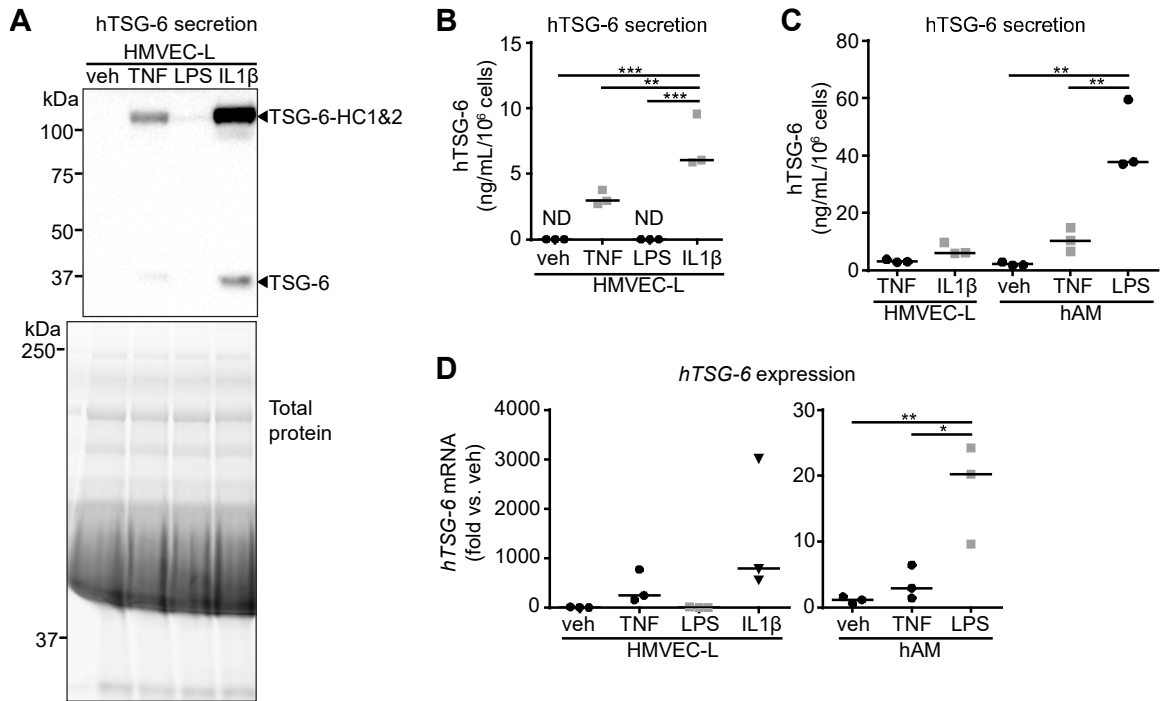 A
hTSG-6 secretion
HMVEC-L
veh TNF LPS IL1β
kDa
100
75
50
37
TSG-6-HC1&2
TSG-6
kDa
250
37
Total
protein
B
hTSG-6 secretion
hTSG-6
(ng/mL/10⁶ cells)
15
10
5
0
***
**
***
ND
ND
veh TNF LPS IL1β
HMVEC-L
C
hTSG-6 secretion
hTSG-6
(ng/mL/10⁶ cells)
80
60
40
20
0
**
**
TNF IL1β veh TNF LPS
HMVEC-L hAM
D
hTSG-6 expression
hTSG-6 mRNA
(fold vs. veh)
4000
3000
2000
1000
0
veh TNF LPS IL1β
HMVEC-L
30
20
10
0
**
*
veh TNF LPS
hAM